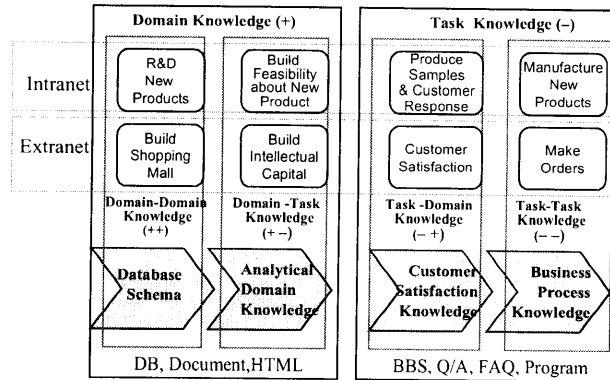 Domain Knowledge (+)
Task Knowledge (–)
Intranet
R&D
New
Products
Build
Feasibility
about New
Product
Produce
Samples
& Customer
Response
Manufacture
New
Products
Extranet
Build
Shopping
Mall
Build
Intellectual
Capital
Customer
Satisfaction
Make
Orders
Domain-Domain
Knowledge
(++)
Domain -Task
Knowledge
(+ –)
Task -Domain
Knowledge
(– +)
Task-Task
Knowledge
(– –)
Database
Schema
Analytical
Domain
Knowledge
Customer
Satisfaction
Knowledge
Business
Process
Knowledge
DB, Document,HTML
BBS, Q/A, FAQ, Program